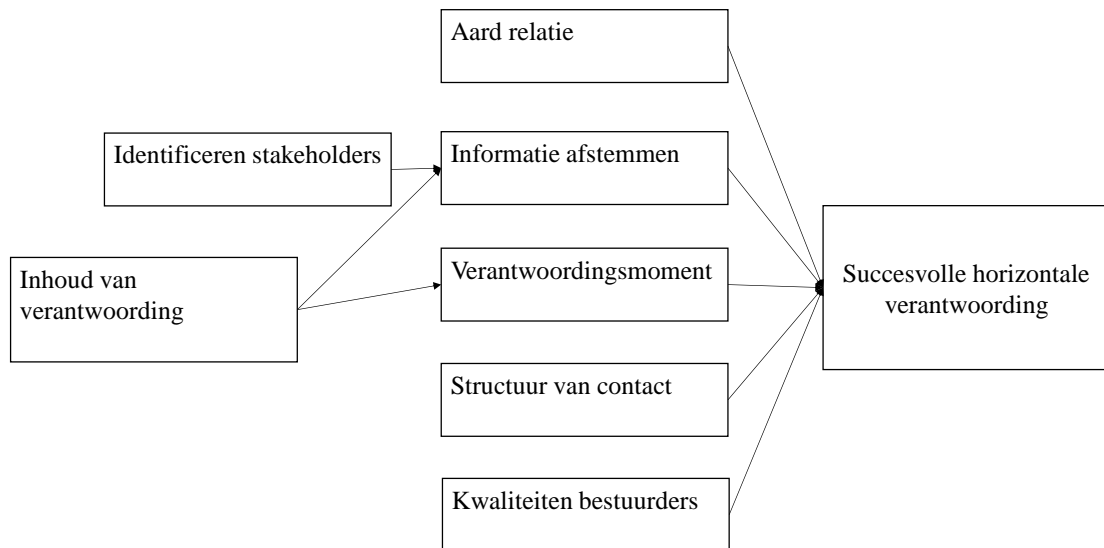 Aard relatie
Identificeren stakeholders
Informatie afstemmen
Inhoud van
verantwoording
Verantwoordingsmoment
Succesvolle horizontale
verantwoording
Structuur van contact
Kwaliteiten bestuurders